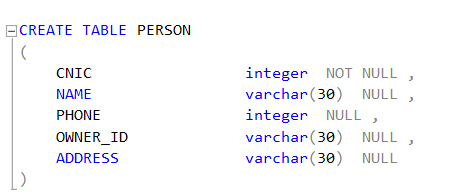 CREATE TABLE PERSON
(
CNIC integer NOT NULL ,
NAME varchar(30) NULL ,
PHONE integer NULL ,
OWNER_ID varchar(30) NULL ,
ADDRESS varchar(30) NULL
)